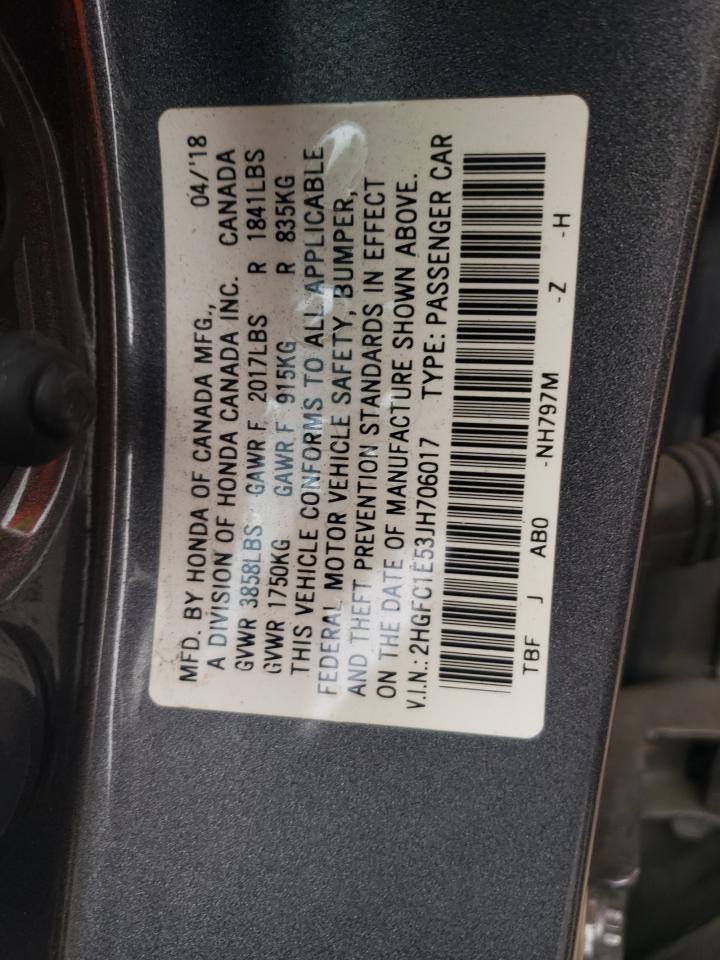 MFD. BY HONDA OF CANADA MFG., 04/'18
A DIVISION OF HONDA CANADA INC. CANADA
GVWR 3858LBS GAWR F 2017LBS R 1841LBS
GVWR 1750KG GAWR F 915KG R 835KG
THIS VEHICLE CONFORMS TO ALL APPLICABLE
FEDERAL MOTOR VEHICLE SAFETY, BUMPER,
AND THEFT PREVENTION STANDARDS IN EFFECT
ON THE DATE OF MANUFACTURE SHOWN ABOVE.
V.I.N.: 2HGFC1E53JH706017 TYPE: PASSENGER CAR
TBF J AB0 -NH797M -Z -H